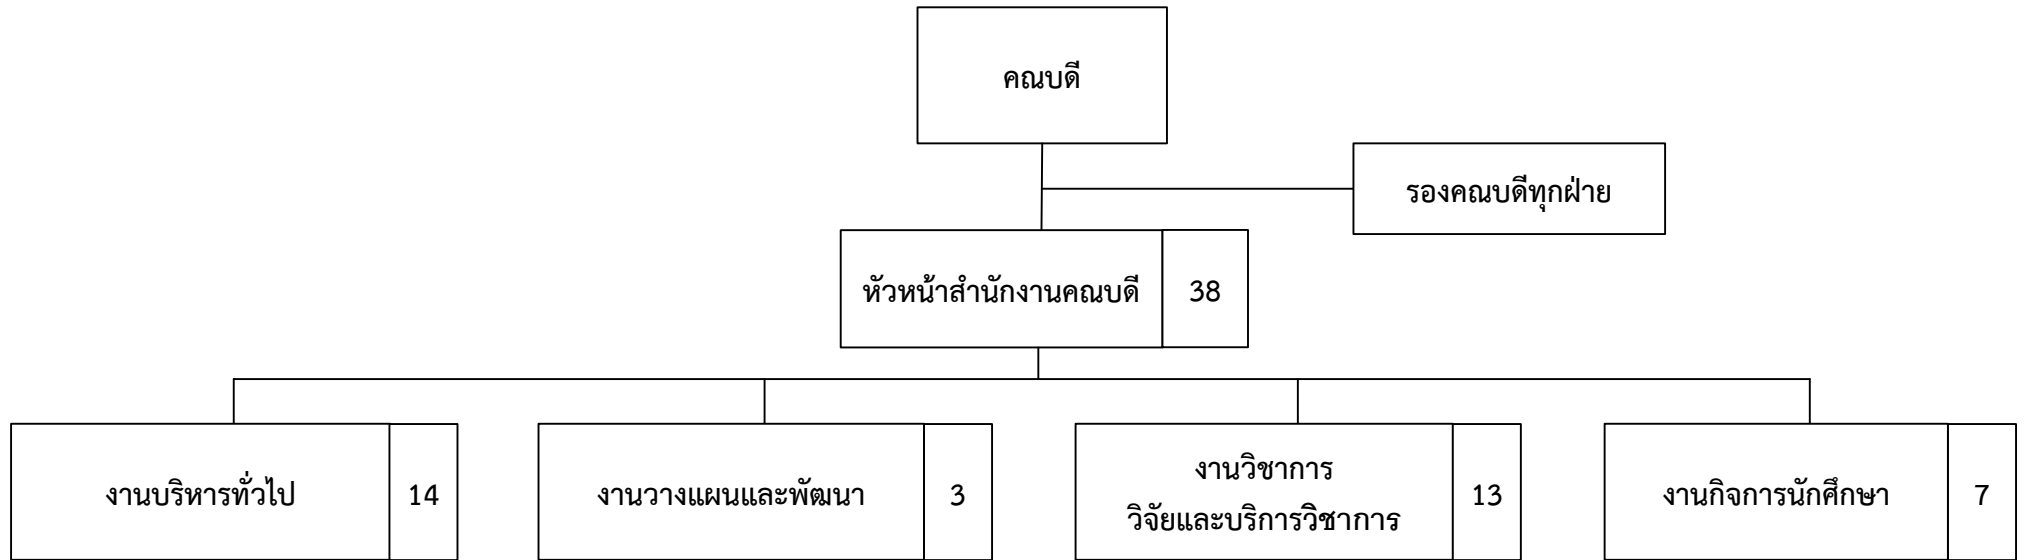 คณบดี
รองคณบดีทุกฝ่าย
หัวหน้าสำนักงานคณบดี 38
งานบริหารทั่วไป 14
งานวางแผนและพัฒนา 3
งานวิชาการ
วิจัยและบริการวิชาการ 13
งานกิจการนักศึกษา 7